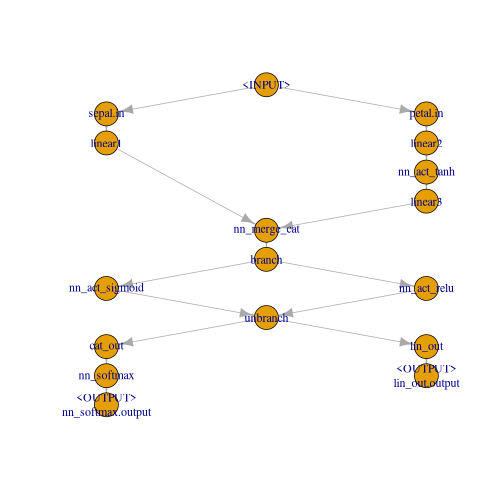 <INPUT>
sepal.in
petal.in
linear1
linear2
nn_act_tanh
linear3
nn_merge_cat
branch
nn_act_sigmoid
nn_act_relu
unbranch
cat_out
lin_out
nn_softmax
<OUTPUT>
lin_out.output
<OUTPUT>
nn_softmax.output